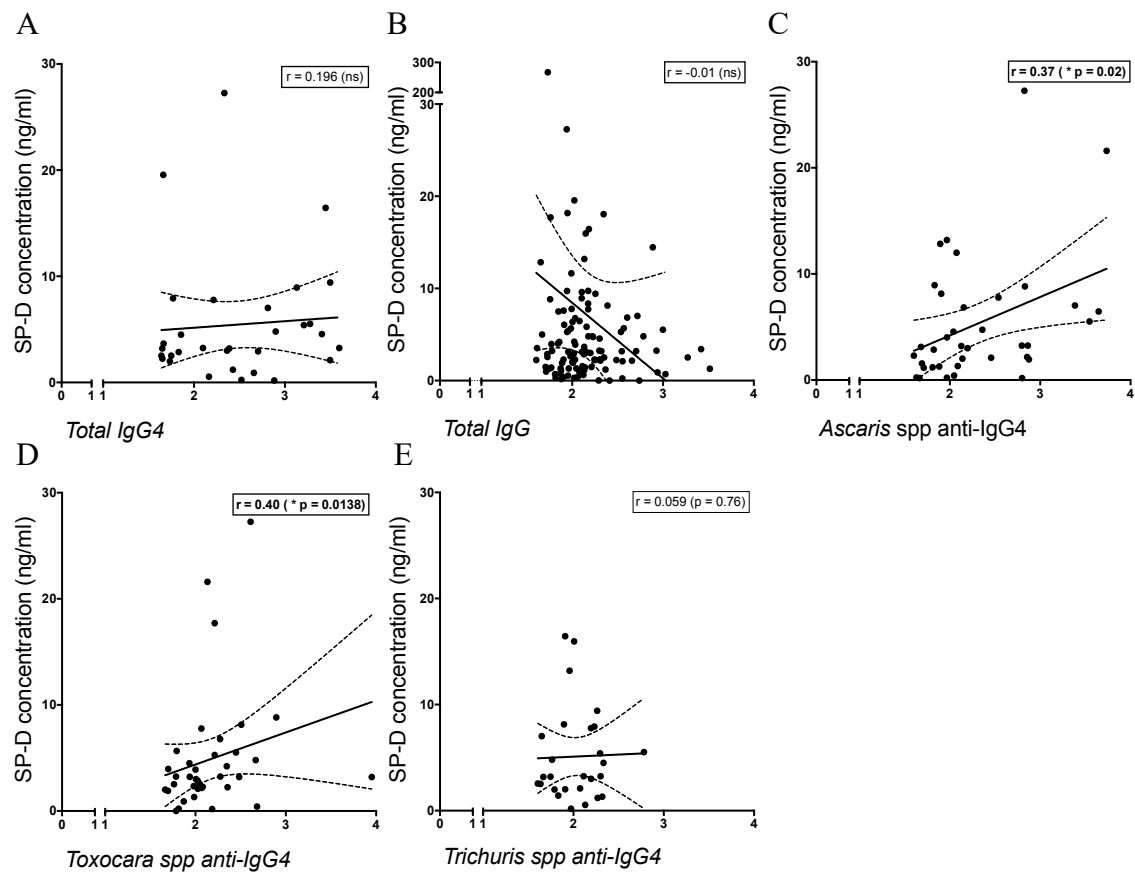 A
B
C
r = 0.196 (ns)
r = -0.01 (ns)
r = 0.37 ( * p = 0.02)
SP-D concentration (ng/ml)
30
20
10
0
0 1 1 2 3 4
Total IgG4
SP-D concentration (ng/ml)
300
200
30
20
10
0
0 1 1 2 3 4
Total IgG
SP-D concentration (ng/ml)
30
20
10
0
0 1 1 2 3 4
Ascaris spp anti-IgG4
D
E
r = 0.40 ( * p = 0.0138)
r = 0.059 (p = 0.76)
SP-D concentration (ng/ml)
30
20
10
0
0 1 1 2 3 4
Toxocara spp anti-IgG4
SP-D concentration (ng/ml)
30
20
10
0
0 1 1 2 3 4
Trichuris spp anti-IgG4